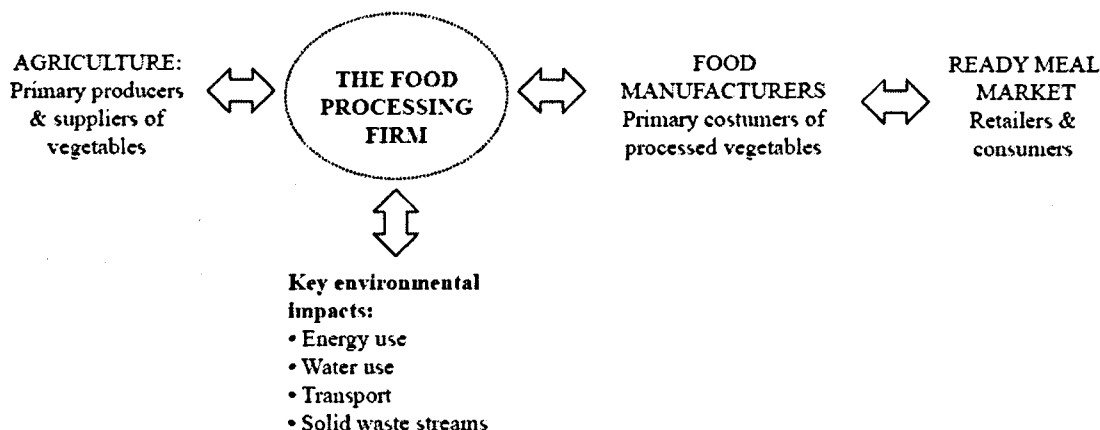 AGRICULTURE:
Primary producers
& suppliers of
vegetables
THE FOOD
PROCESSING
FIRM
FOOD
MANUFACTURERS
Primary costumers of
processed vegetables
READY MEAL
MARKET
Retailers &
consumers
Key environmental
impacts:
• Energy use
• Water use
• Transport
• Solid waste streams